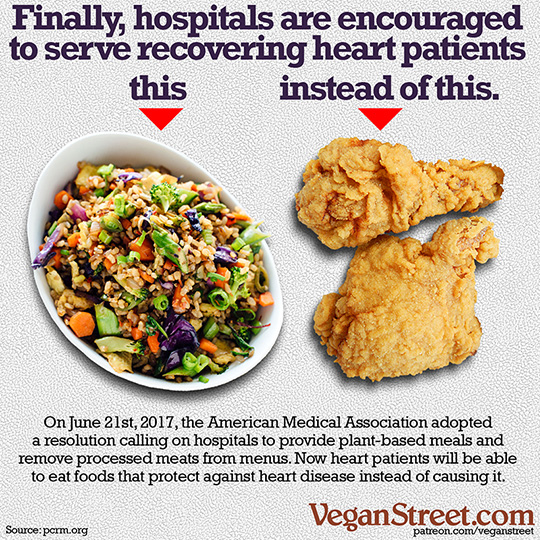 Finally, hospitals are encouraged
to serve recovering heart patients
this instead of this.
On June 21st, 2017, the American Medical Association adopted
a resolution calling on hospitals to provide plant-based meals and
remove processed meats from menus. Now heart patients will be able
to eat foods that protect against heart disease instead of causing it.
VeganStreet.com
Source: pcrm.org
patreon.com/veganstreet